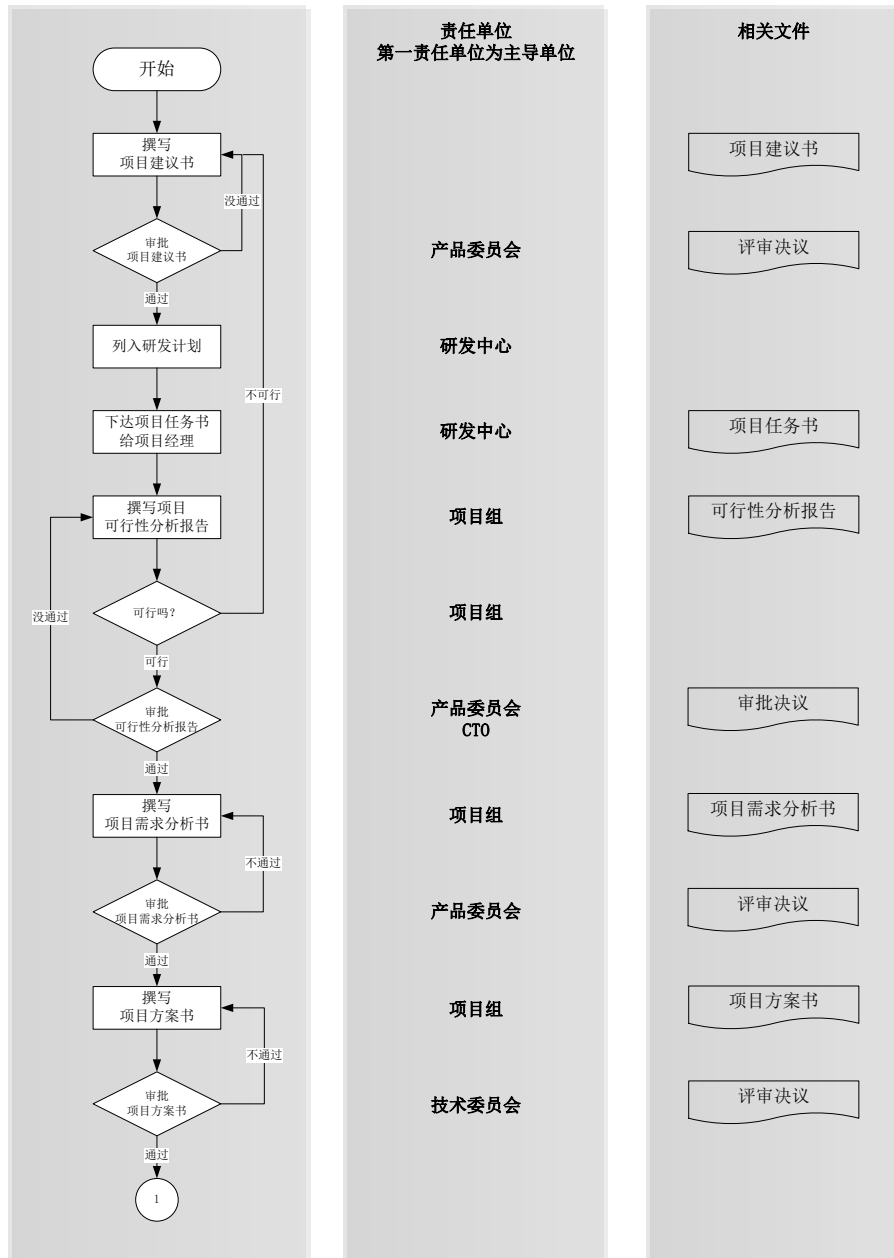 责任单位
第一责任单位为主导单位
相关文件
开始
撰写
项目建议书
项目建议书
没通过
审批
项目建议书
产品委员会
评审决议
通过
列入研发计划
研发中心
不可行
下达项目任务书
给项目经理
研发中心
项目任务书
撰写项目
可行性分析报告
项目组
可行性分析报告
没通过
可行吗？
项目组
可行
审批
可行性分析报告
产品委员会
CTO
审批决议
通过
撰写
项目需求分析书
项目组
项目需求分析书
不通过
审批
项目需求分析书
产品委员会
评审决议
通过
撰写
项目方案书
项目组
项目方案书
不通过
审批
项目方案书
技术委员会
评审决议
通过
1